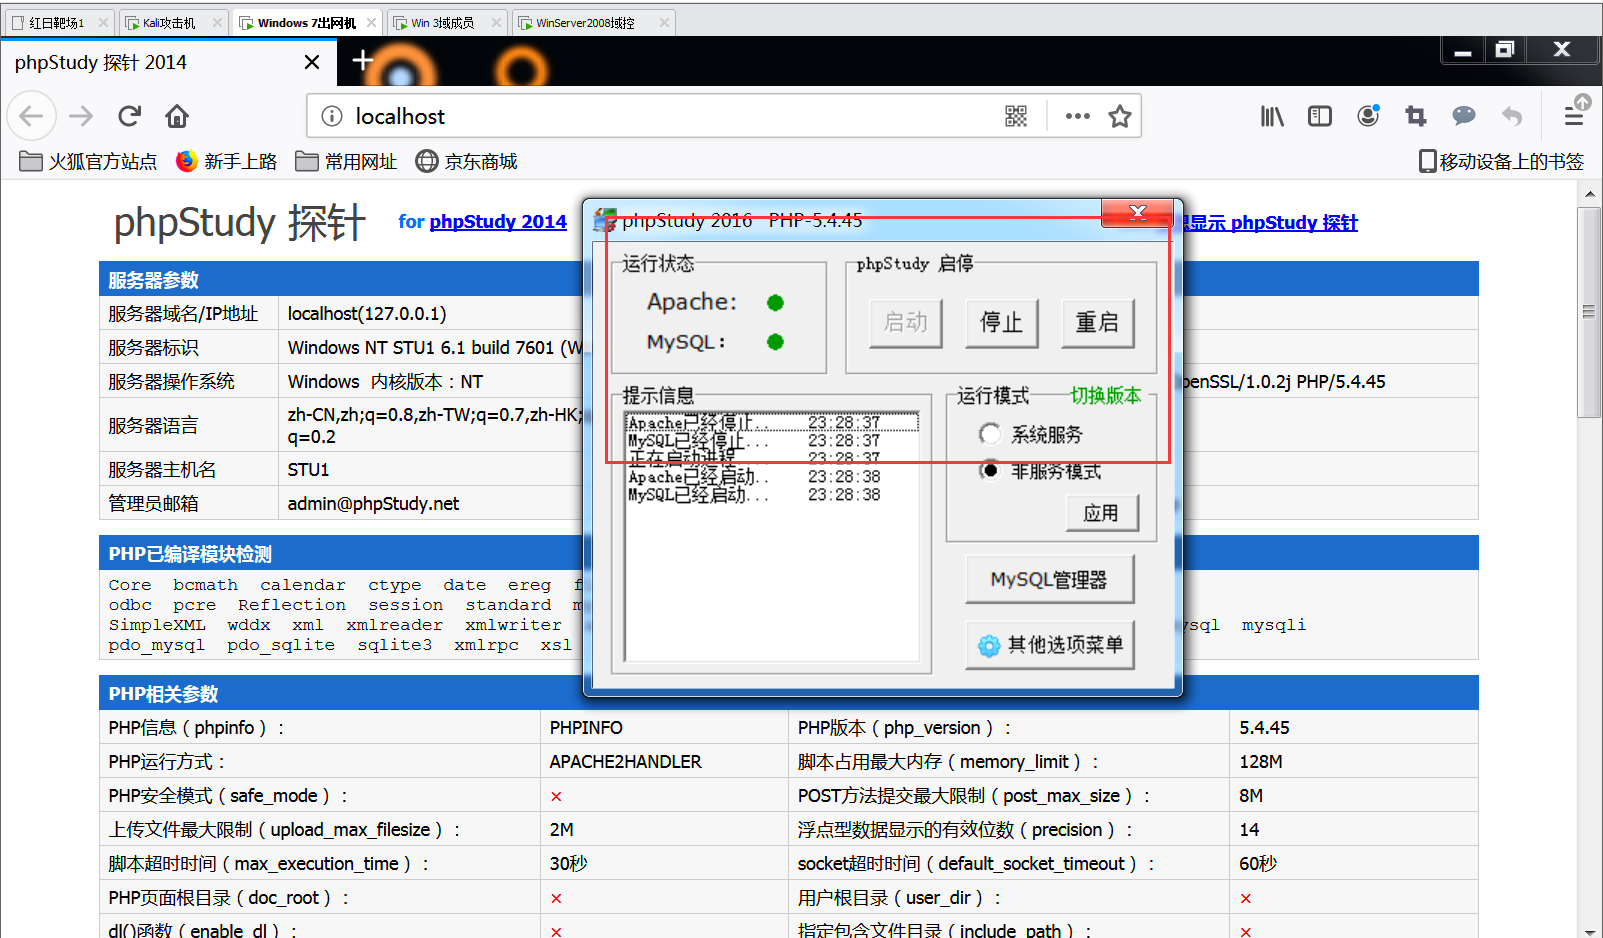 红日靶场1
Kali攻击机
Windows 7出网机
Win 3域成员
WinServer2008域控
phpStudy 探针 2014
localhost
火狐官方站点
新手上路
常用网址
京东商城
移动设备上的书签
phpStudy 探针
for phpStudy 2014
显示 phpStudy 探针
服务器参数
服务器域名/IP地址 localhost(127.0.0.1)
服务器标识 Windows NT STU1 6.1 build 7601 (W
服务器操作系统 Windows 内核版本：NT
penSSL/1.0.2j PHP/5.4.45
服务器语言 zh-CN,zh;q=0.8,zh-TW;q=0.7,zh-HK;
q=0.2
服务器主机名 STU1
管理员邮箱 admin@phpStudy.net
phpStudy 2016 PHP-5.4.45
运行状态
Apache:
MySQL:
phpStudy 启停
启动 停止 重启
提示信息
Apache已经停止.. 23:28:37
MySQL已经停止... 23:28:37
正在启动进程 23:28:37
Apache已经启动.. 23:28:38
MySQL已经启动... 23:28:38
运行模式 切换版本
系统服务
非服务模式
应用
MySQL管理器
其他选项菜单
PHP已编译模块检测
Core bcmath calendar ctype date ereg f
odbc pcre Reflection session standard m
SimpleXML wddx xml xmlreader xmlwriter ysql mysqli
pdo_mysql pdo_sqlite sqlite3 xmlrpc xsl
PHP相关参数
PHP信息（phpinfo）： PHPINFO PHP版本（php_version）： 5.4.45
PHP运行方式： APACHE2HANDLER 脚本占用最大内存（memory_limit）： 128M
PHP安全模式（safe_mode）： × POST方法提交最大限制（post_max_size）： 8M
上传文件最大限制（upload_max_filesize）： 2M 浮点型数据显示的有效位数（precision）： 14
脚本超时时间（max_execution_time）： 30秒 socket超时时间（default_socket_timeout）： 60秒
PHP页面根目录（doc_root）： × 用户根目录（user_dir）： ×
dl()函数（enable_dl）： × 指定包含文件目录（include_path）： ×